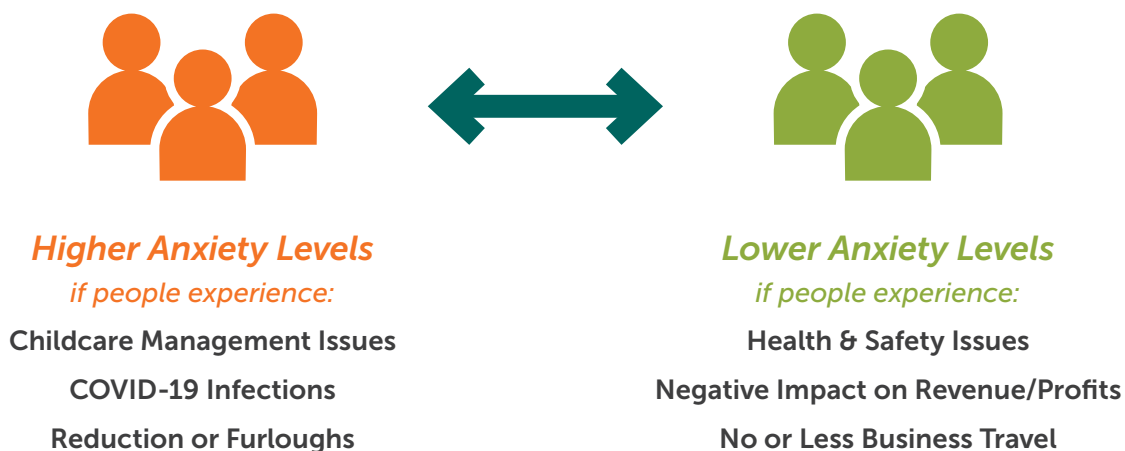 Higher Anxiety Levels
if people experience:
Childcare Management Issues
COVID-19 Infections
Reduction or Furloughs
Lower Anxiety Levels
if people experience:
Health & Safety Issues
Negative Impact on Revenue/Profits
No or Less Business Travel